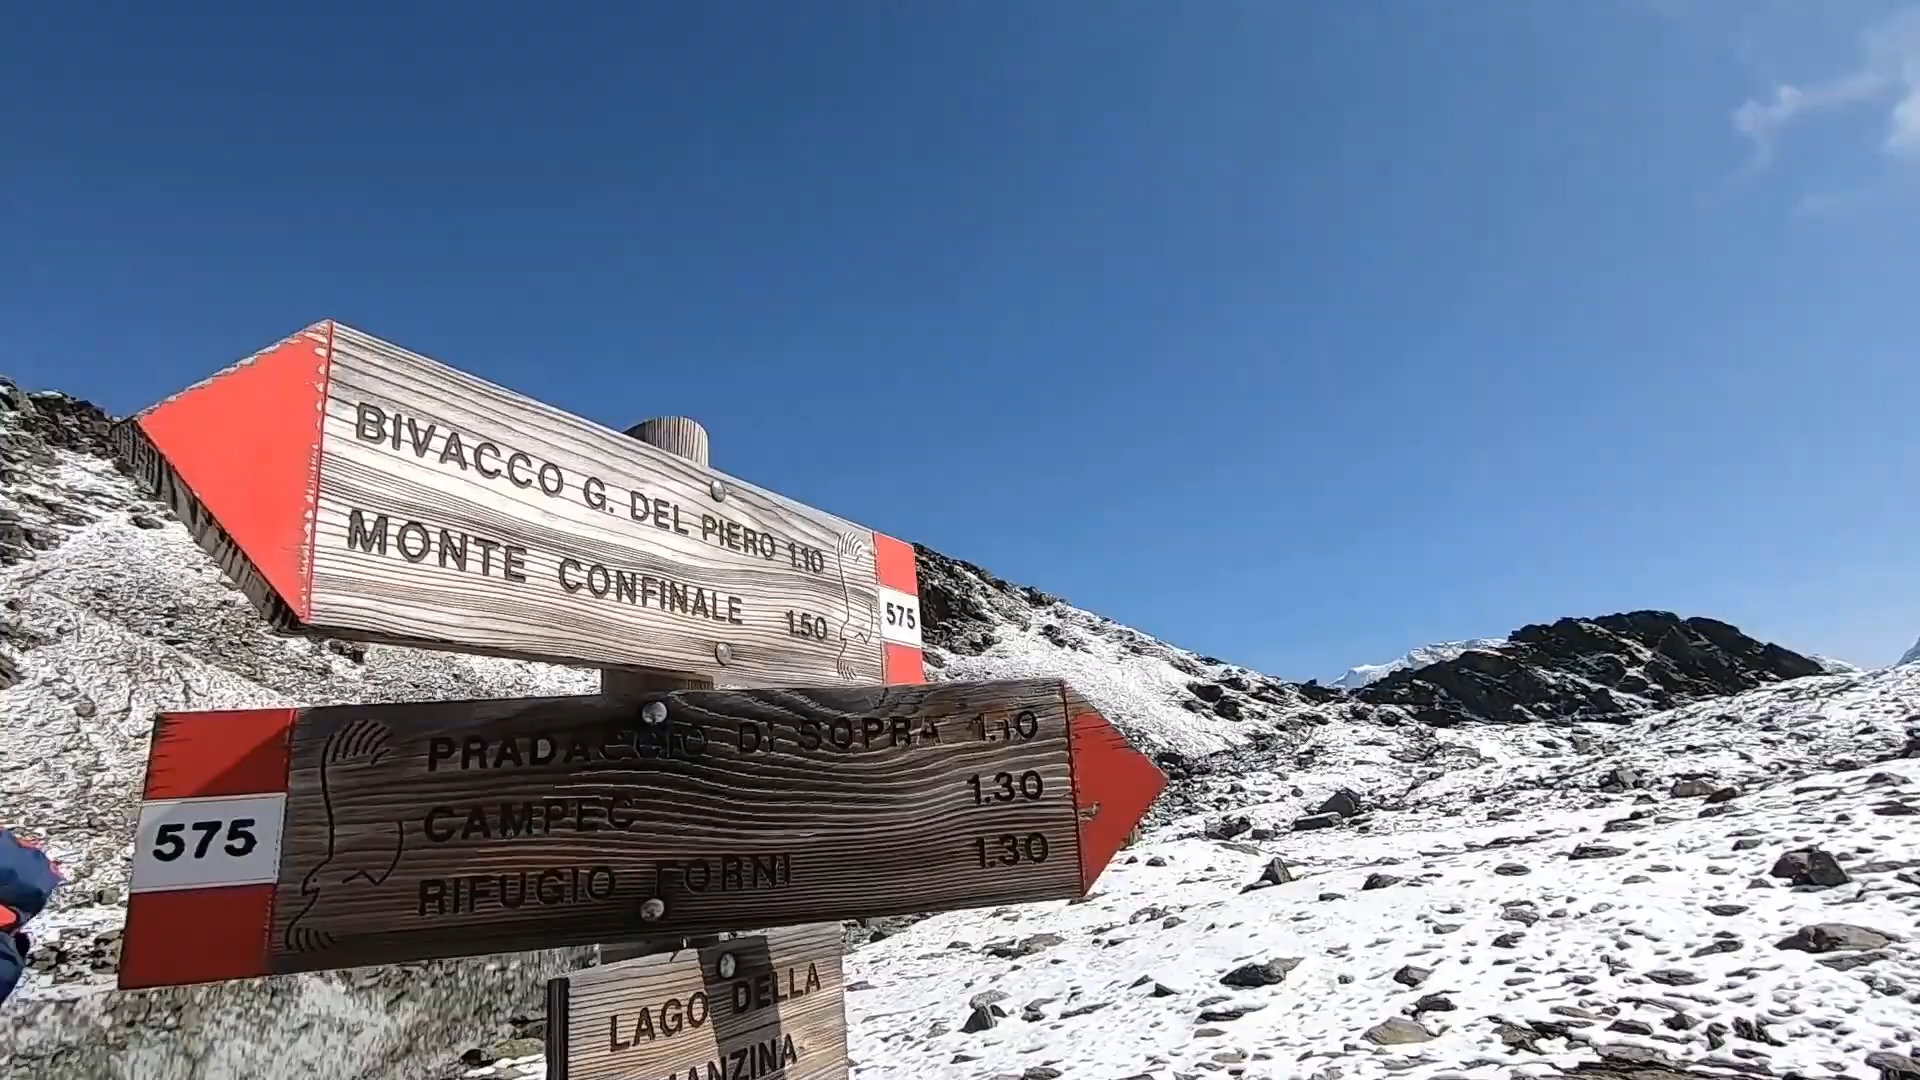 BIVACCO G. DEL PIERO 1.10
MONTE CONFINALE 1.50
575
PRADACCIO DI SOPRA 1.10
CAMPEC 1.30
RIFUGIO FORNI 1.30
575
LAGO DELLA
MANZINA